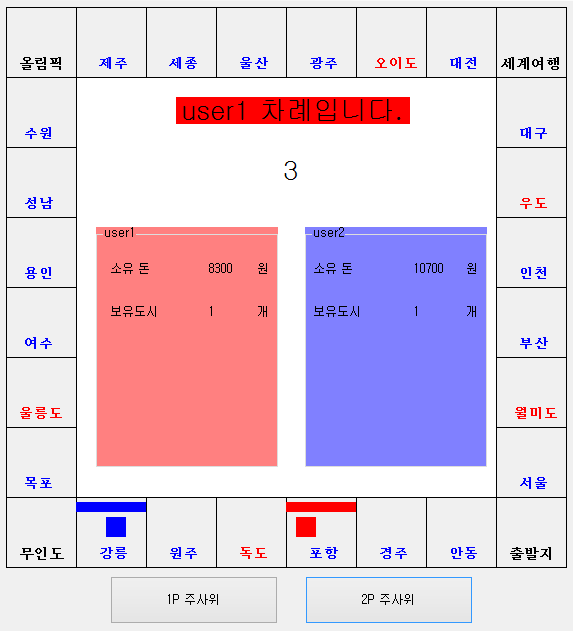 올림픽 제주 세종 울산 광주 오이도 대전 세계여행
user1 차례입니다.
수원 대구
3
성남 우도
user1 user2
소유 돈 8300 원 소유 돈 10700 원
용인 인천
보유도시 1 개 보유도시 1 개
여수 부산
울릉도 월미도
목포 서울
무인도 강릉 원주 독도 포항 경주 안동 출발지
1P 주사위 2P 주사위